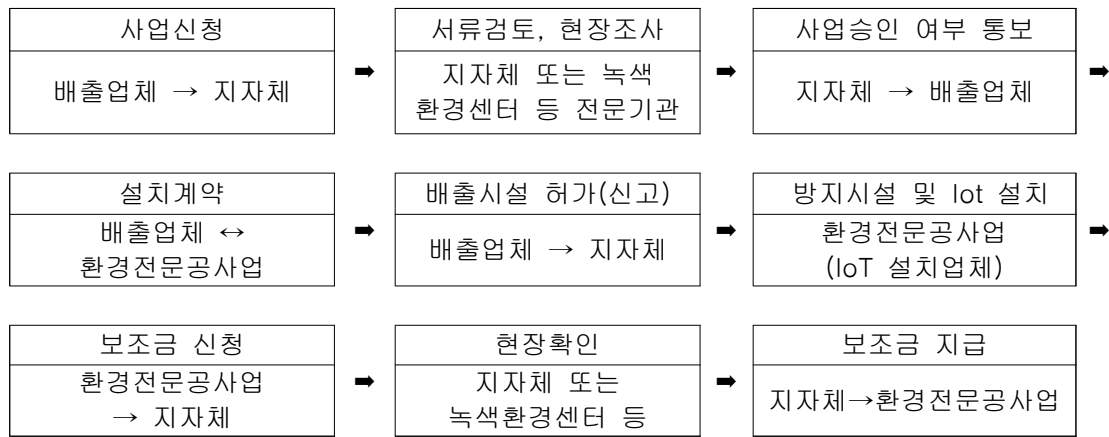 사업신청
배출업체 → 지자체
➡
서류검토, 현장조사
지자체 또는 녹색
환경센터 등 전문기관
➡
사업승인 여부 통보
지자체 → 배출업체
➡
설치계약
배출업체 ↔
환경전문공사업
➡
배출시설 허가(신고)
배출업체 → 지자체
➡
방지시설 및 Iot 설치
환경전문공사업
(IoT 설치업체)
➡
보조금 신청
환경전문공사업
→ 지자체
➡
현장확인
지자체 또는
녹색환경센터 등
➡
보조금 지급
지자체→환경전문공사업